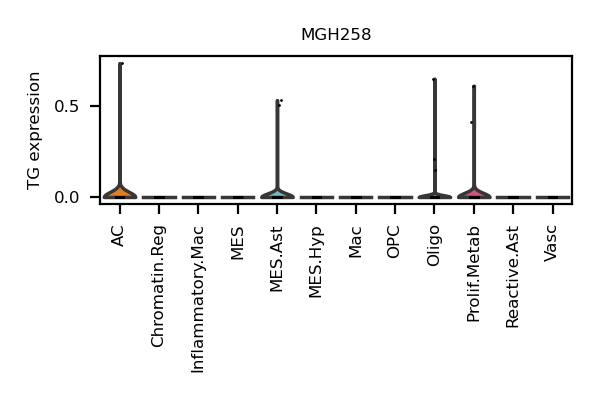 MGH258
TG expression
0.5
0.0
AC
Chromatin.Reg
Inflammatory.Mac
MES
MES.Ast
MES.Hyp
Mac
OPC
Oligo
Prolif.Metab
Reactive.Ast
Vasc